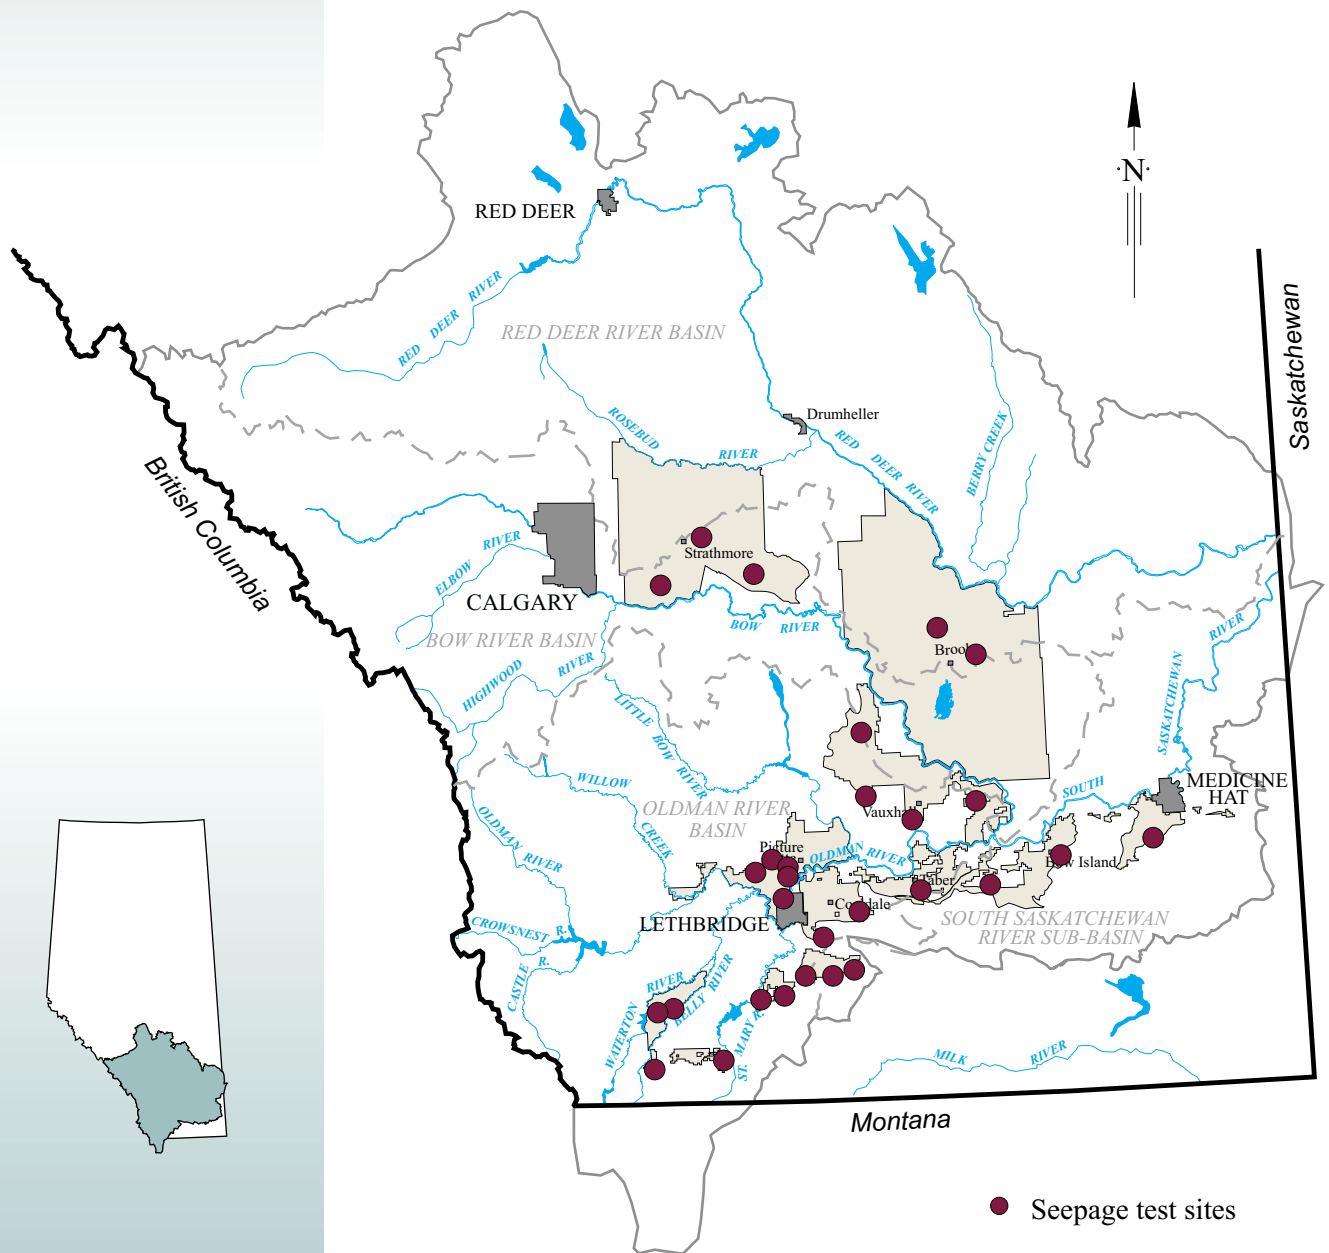 N
RED DEER
RED DEER RIVER
RED DEER RIVER BASIN
Saskatchewan
Drumheller
ROSEBUD
RIVER
RED
DEER
RIVER
BERRY CREEK
British Columbia
Strathmore
ELBOW
RIVER
CALGARY
BOW RIVER BASIN
BOW
RIVER
HIGHWOOD
RIVER
LITTLE
BOW
RIVER
SASKATCHEWAN
RIVER
SOUTH
MEDICINE
HAT
WILLOW
CREEK
OLDMAN RIVER
BASIN
OLDMAN
RIVER
Vauxhall
OLDMAN RIVER
Bow Island
Taber
LETHBRIDGE
SOUTH SASKATCHEWAN
RIVER SUB-BASIN
CROWSNEST
R.
CASTLE
R.
WATERTON
RIVER
BELLY RIVER
ST. MARY R.
MILK
RIVER
Montana
Seepage test sites